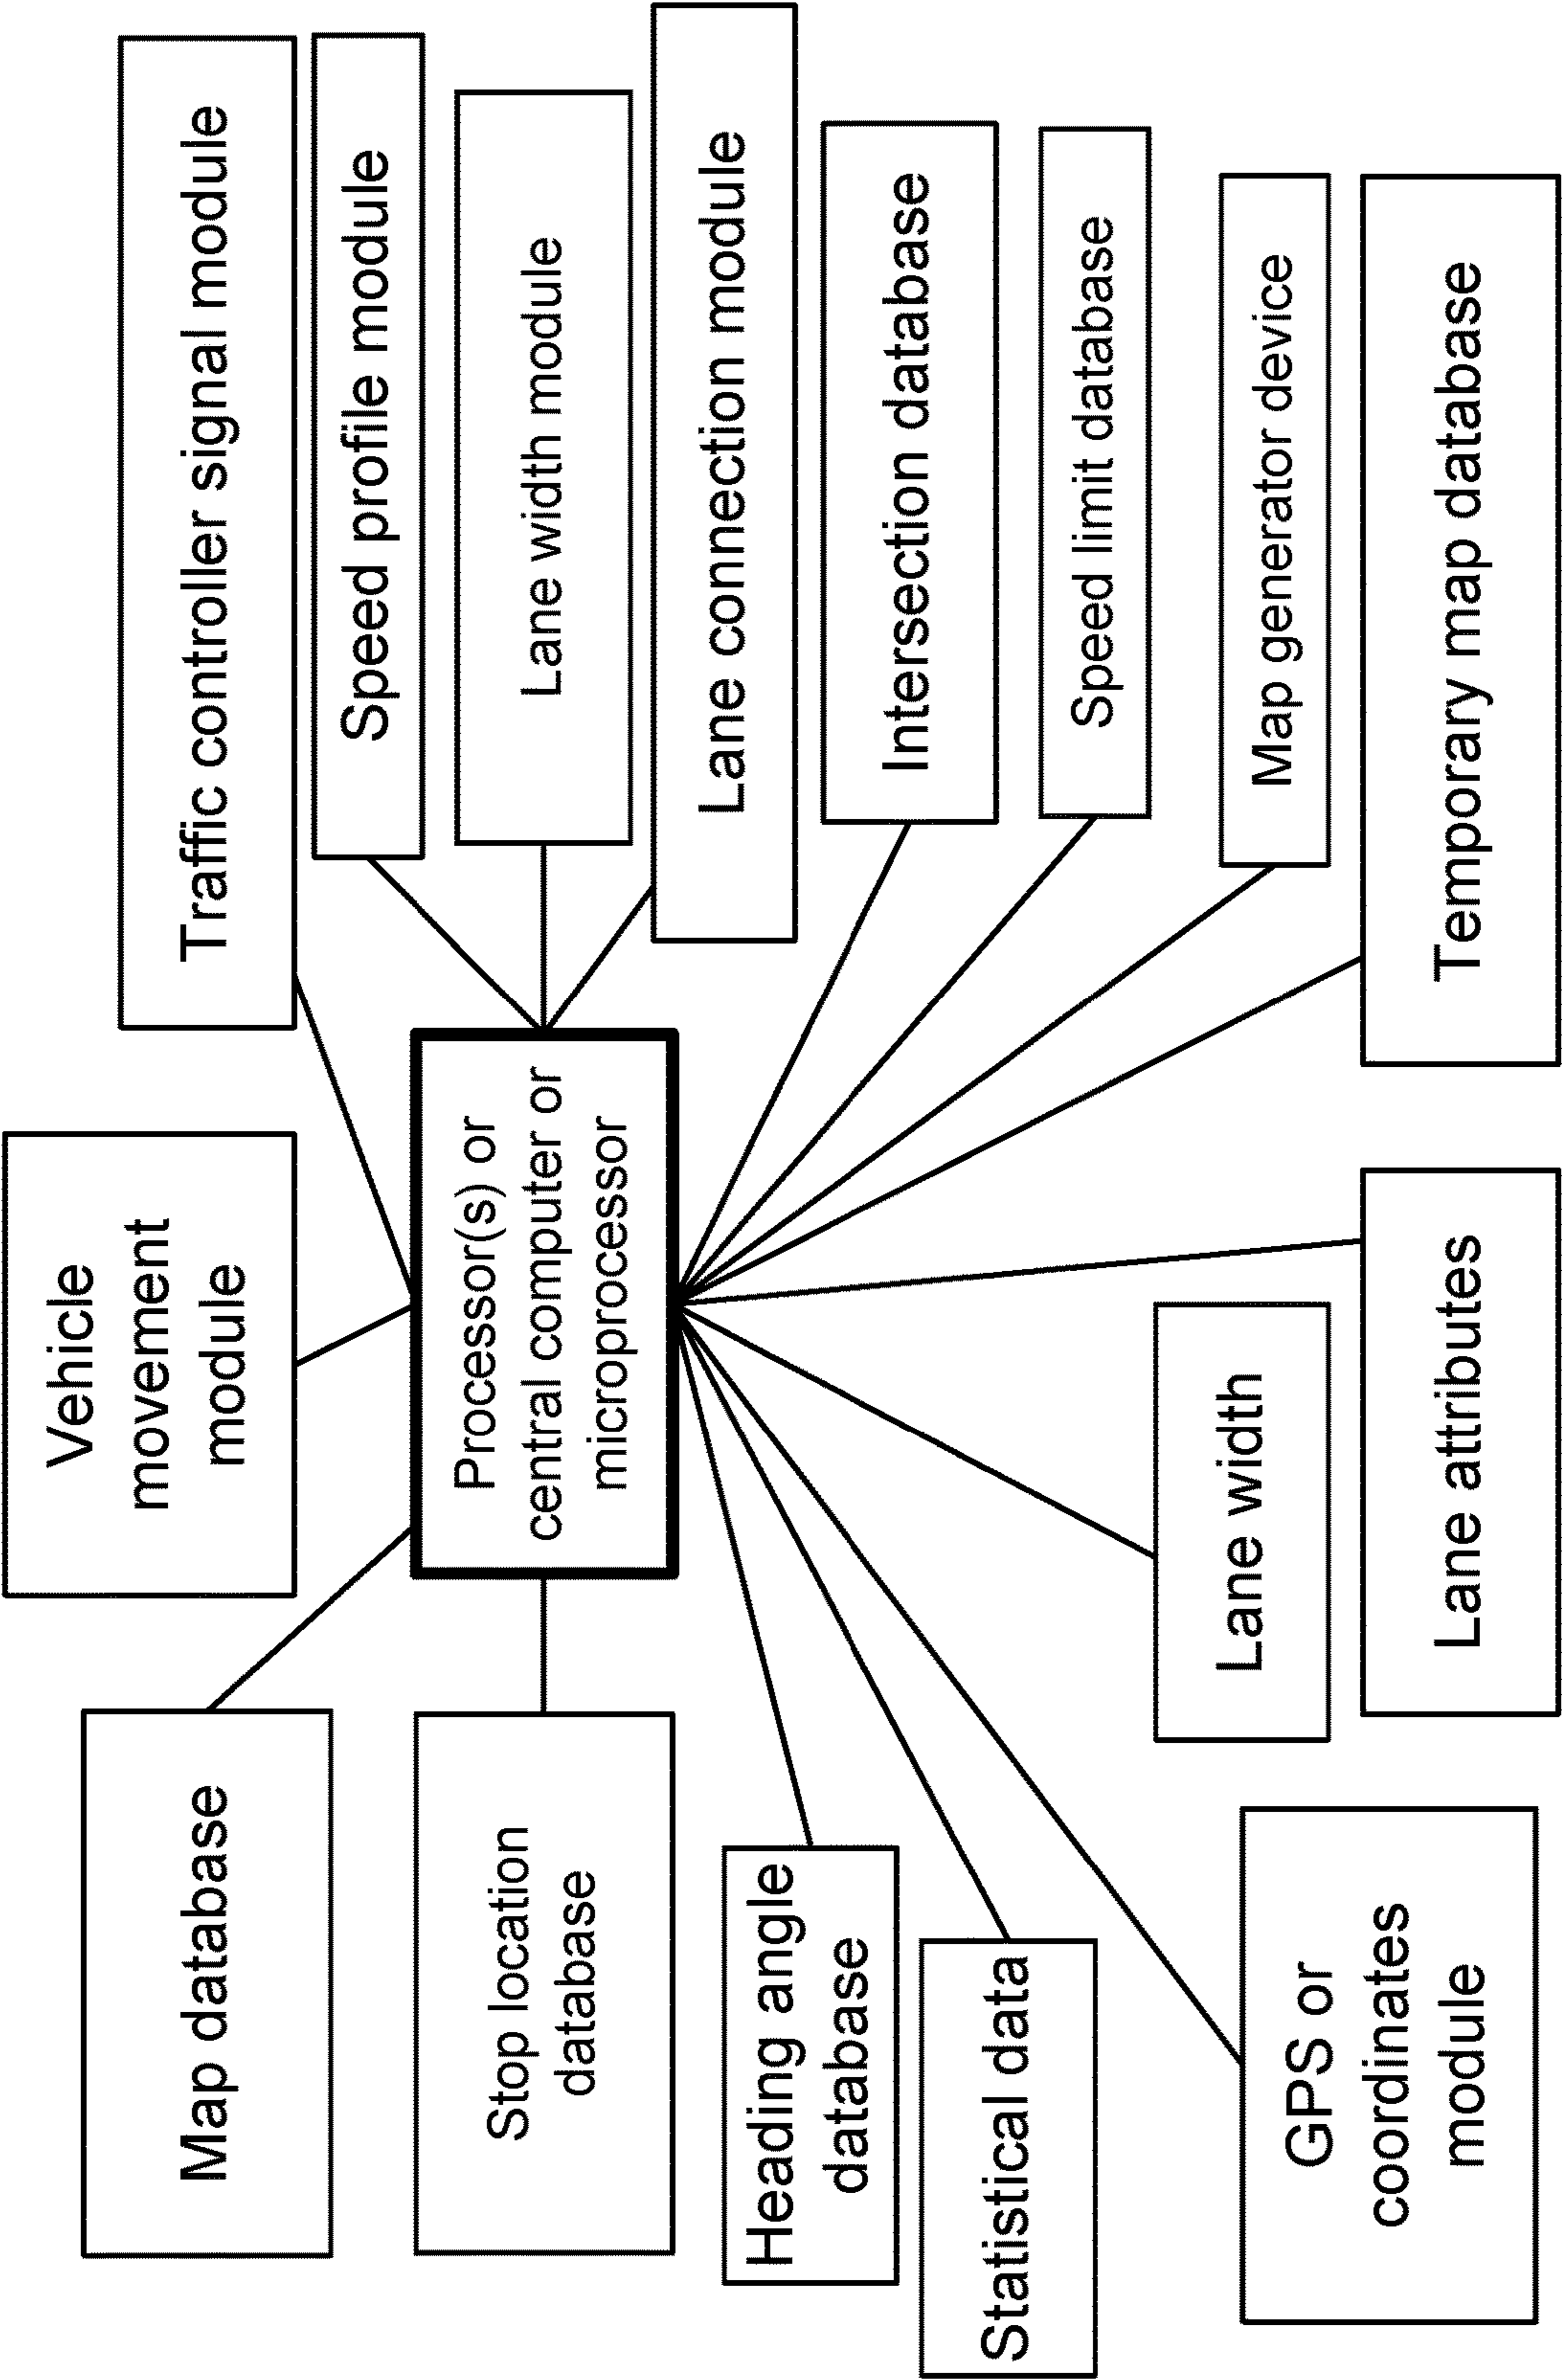 Vehicle
movement
module
Map database
Traffic controller signal module
Speed profile module
Stop location
database
Processor(s) or
central computer or
microprocessor
Lane width module
Lane connection module
Heading angle
database
Intersection database
Statistical data
Speed limit database
Lane width
Map generator device
GPS or
coordinates
module
Lane attributes
Temporary map database